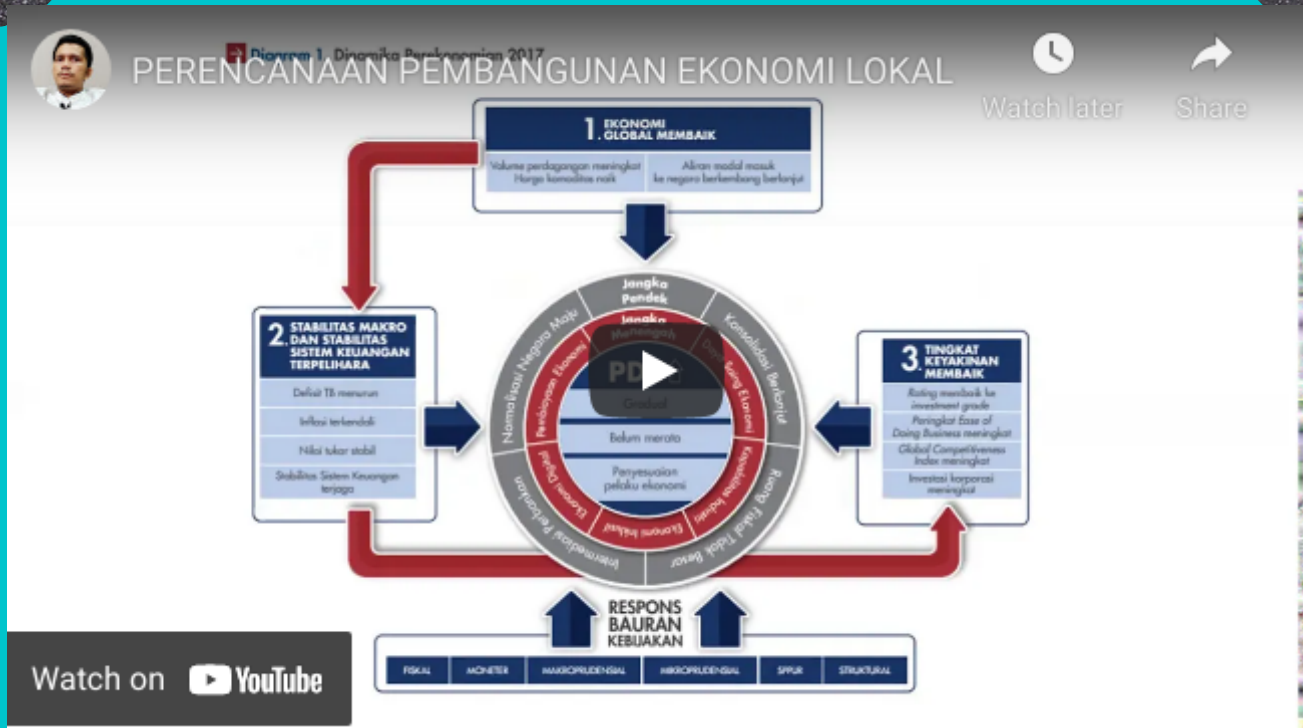 Diagram 1. Dinamika Perekonomian 2017
PERENCANAAN PEMBANGUNAN EKONOMI LOKAL
Watch later
Share
1. EKONOMI
GLOBAL MEMBAIK
Volume perdagangan meningkat
Harga komoditas naik
Aliran modal masuk
ke negara berkembang berlanjut
2. STABILITAS MAKRO
DAN STABILITAS
SISTEM KEUANGAN
TERPELIHARA
Defisit TB menurun
Inflasi terkendali
Nilai tukar stabil
Stabilitas Sistem Keuangan
terjaga
Jangka
Pendek
Normalisasi Negara Maju
Konsolidasi Berlanjut
Ruang Fiskal Tidak Besar
Intermediasi Perbankan
Jangka
Menengah
Pembiayaan Ekonomi
Daya Saing Ekonomi
Kapabilitas Industri
Ekonomi Inklusif
Ekonomi Digital
PD
Gradual
Belum merata
Penyesuaian
pelaku ekonomi
3. TINGKAT
KEYAKINAN
MEMBAIK
Rating membaik ke
investment grade
Peringkat Ease of
Doing Business meningkat
Global Competitiveness
Index meningkat
Investasi korporasi
meningkat
RESPONS
BAURAN
KEBIJAKAN
FISKAL
MONETER
MAKROPRUDENSIAL
MIKROPRUDENSIAL
SPPUR
STRUKTURAL
Watch on YouTube